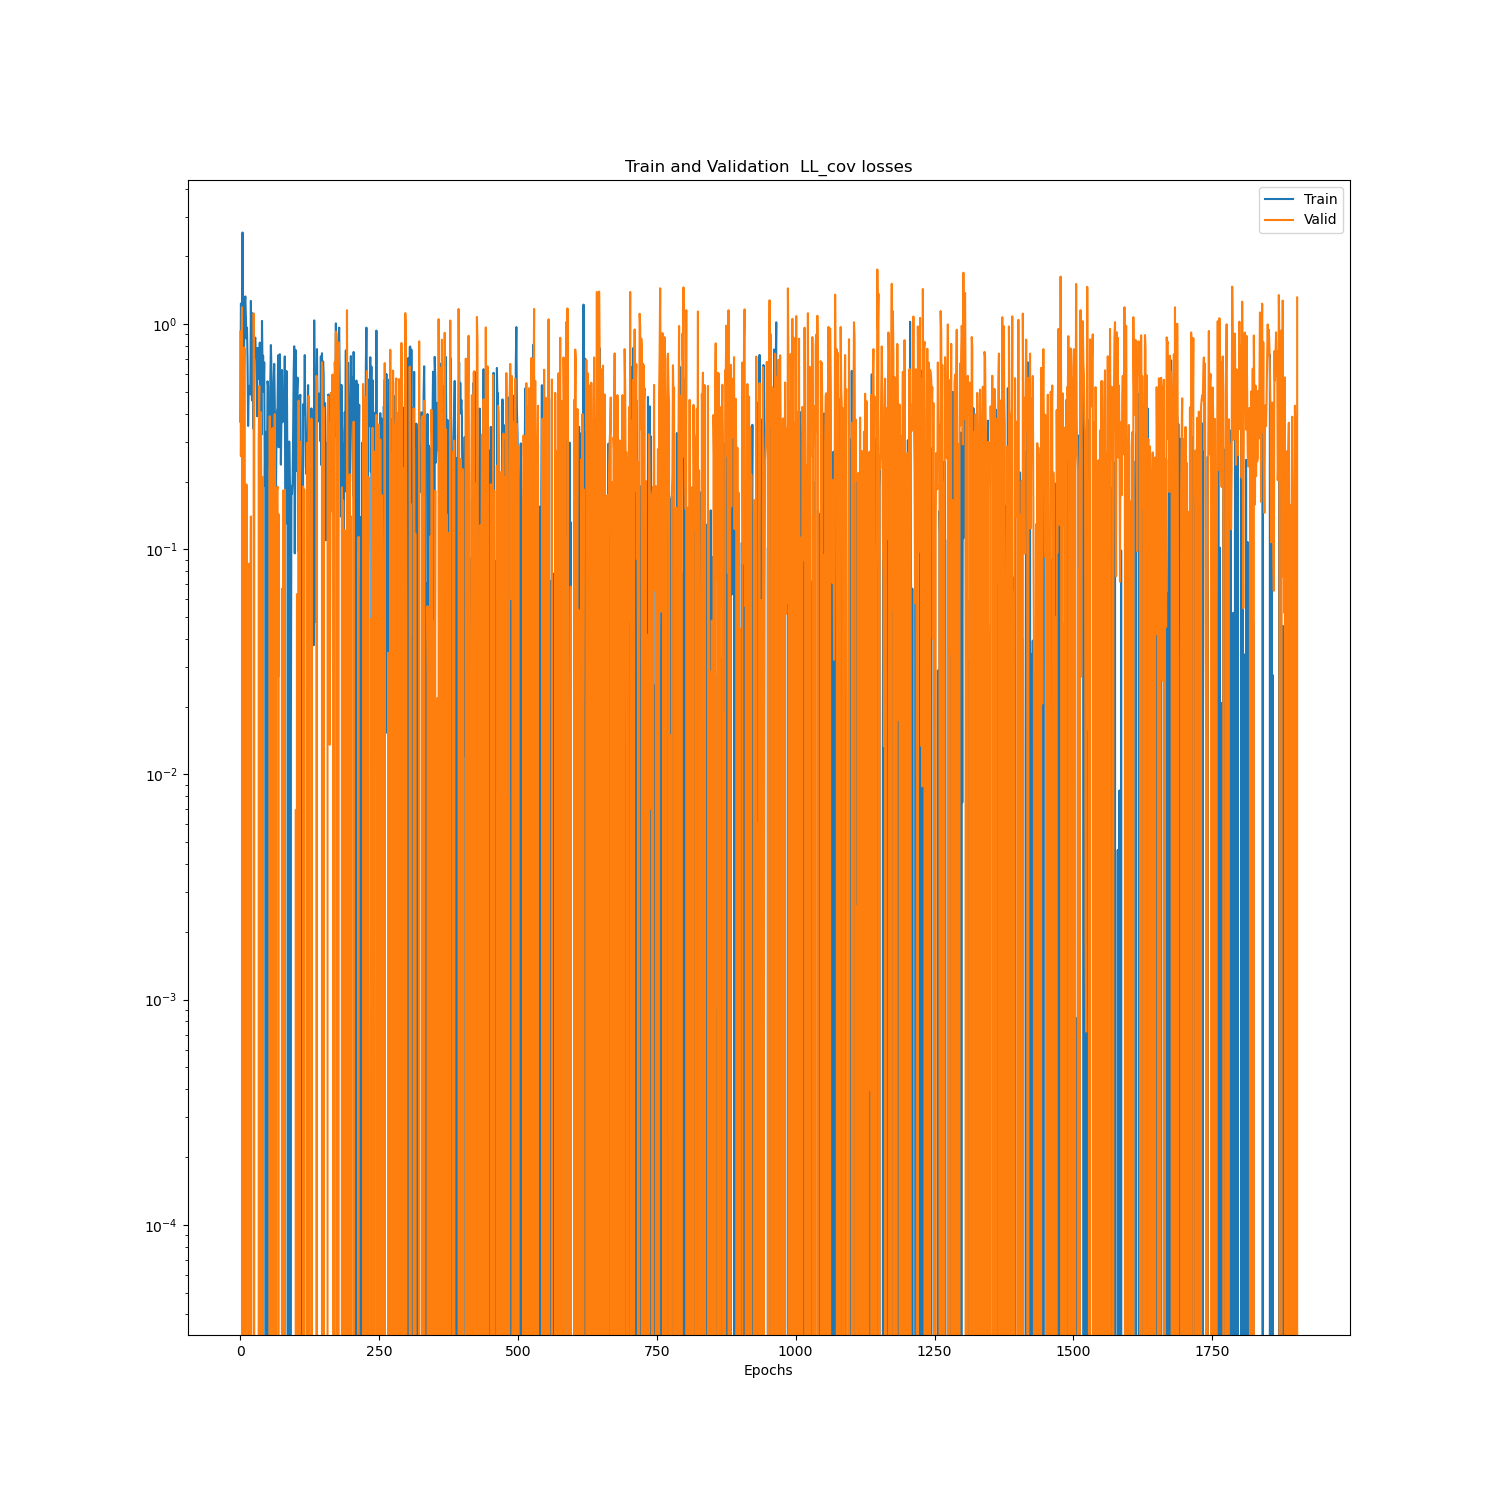 Train and Validation  LL_cov losses
Train
Valid
10⁰
10⁻¹
10⁻²
10⁻³
10⁻⁴
0 250 500 750 1000 1250 1500 1750
Epochs